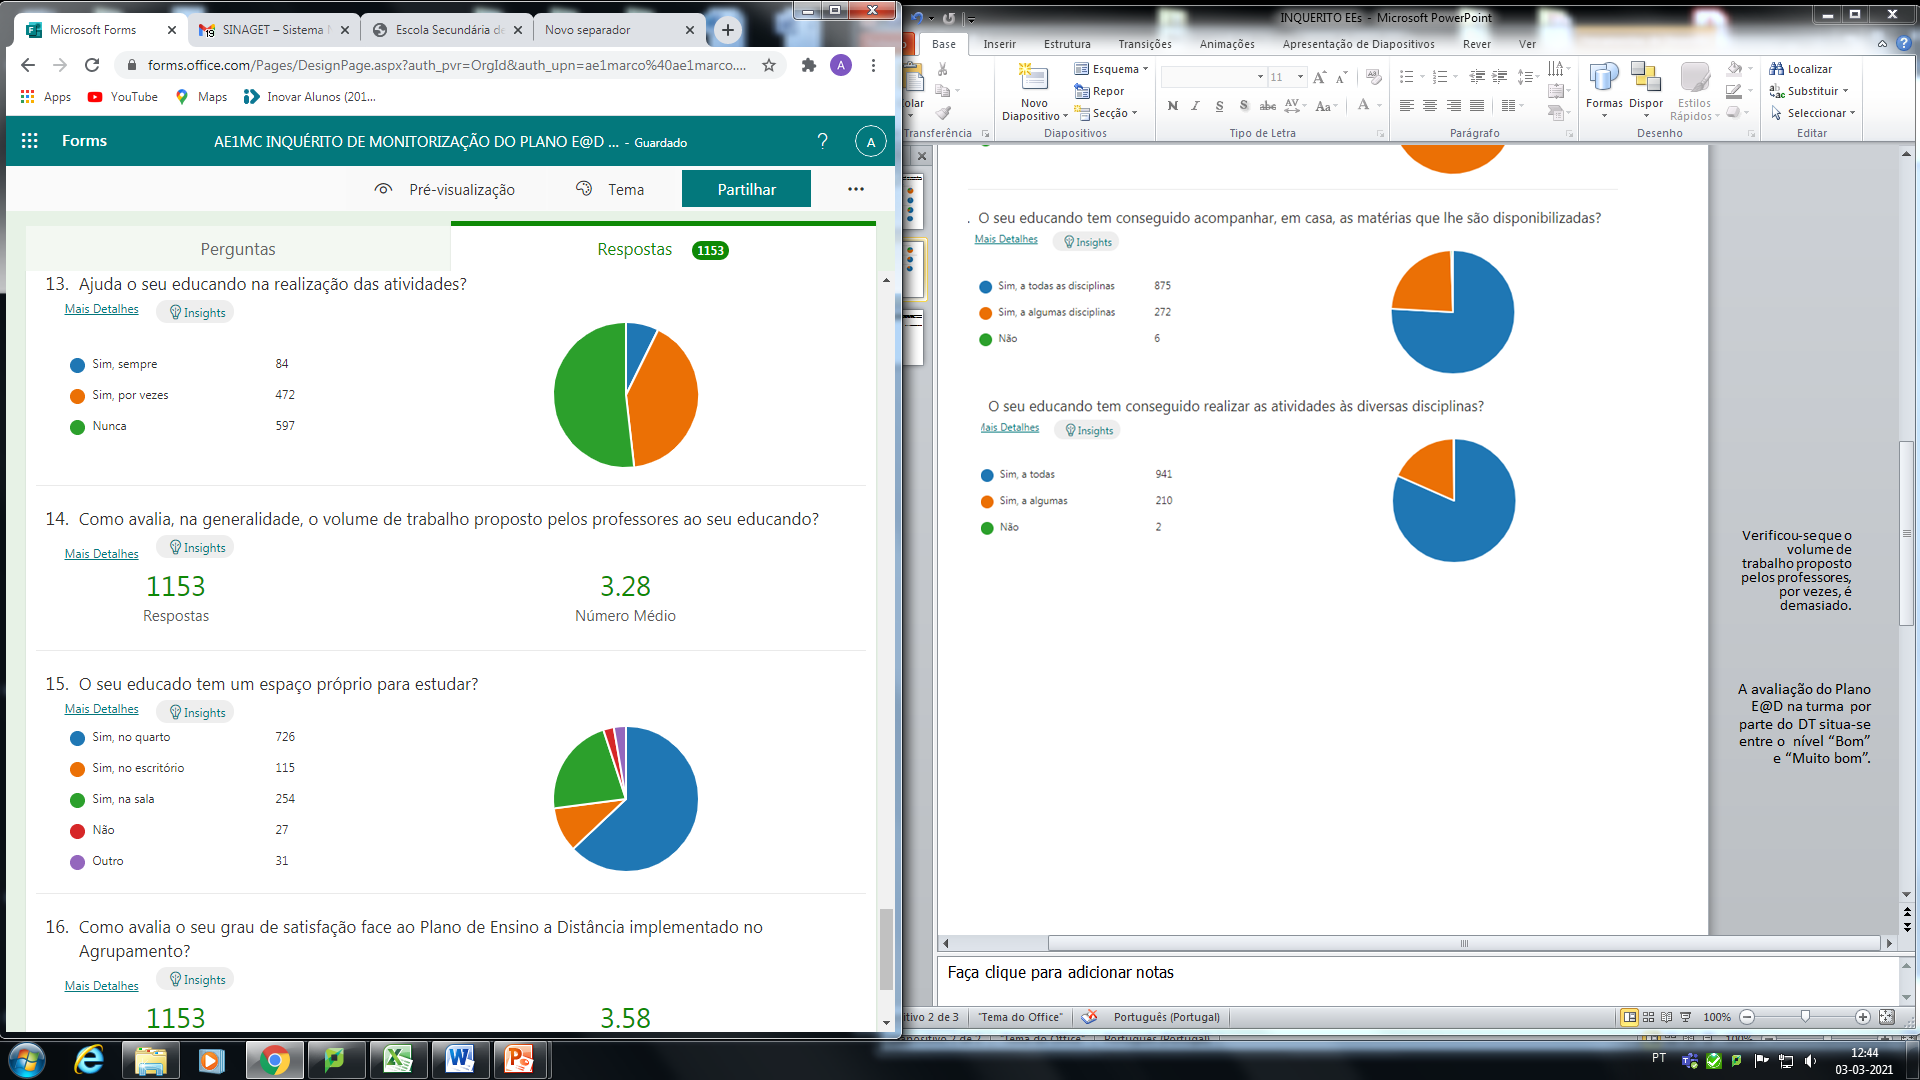 Microsoft Forms
SINAGET – Sistema
Escola Secundária de
Novo separador
forms.office.com/Pages/DesignPage.aspx?auth_pvr=OrgId&auth_upn=ae1marco%40ae1marco....
A
Apps
YouTube
Maps
Inovar Alunos (201...
Forms
AE1MC INQUÉRITO DE MONITORIZAÇÃO DO PLANO E@D ... - Guardado
?
A
Pré-visualização
Tema
Partilhar
Perguntas
Respostas 1153
13. Ajuda o seu educando na realização das atividades?
Mais Detalhes
Insights
Sim, sempre 84
Sim, por vezes 472
Nunca 597
14. Como avalia, na generalidade, o volume de trabalho proposto pelos professores ao seu educando?
Mais Detalhes
Insights
1153
Respostas
3.28
Número Médio
15. O seu educado tem um espaço próprio para estudar?
Mais Detalhes
Insights
Sim, no quarto 726
Sim, no escritório 115
Sim, na sala 254
Não 27
Outro 31
16. Como avalia o seu grau de satisfação face ao Plano de Ensino a Distância implementado no
Agrupamento?
Mais Detalhes
Insights
1153
3.58
INQUERITO EEs - Microsoft PowerPoint
Base
Inserir
Estrutura
Transições
Animações
Apresentação de Diapositivos
Rever
Ver
olar
Transferência
Novo
Diapositivo
Esquema
Repor
Secção
Diapositivos
11
N I S S abc AV Aa A
Tipo de Letra
Parágrafo
Formas
Dispor
Estilos
Rápidos
Desenho
Localizar
Substituir
Seleccionar
Editar
. O seu educando tem conseguido acompanhar, em casa, as matérias que lhe são disponibilizadas?
Mais Detalhes
Insights
Sim, a todas as disciplinas 875
Sim, a algumas disciplinas 272
Não 6
O seu educando tem conseguido realizar as atividades às diversas disciplinas?
Mais Detalhes
Insights
Sim, a todas 941
Sim, a algumas 210
Não 2
Verificou-se que o
volume de
trabalho proposto
pelos professores,
por vezes, é
demasiado.
A avaliação do Plano
E@D na turma por
parte do DT situa-se
entre o nível “Bom”
e “Muito bom”.
Faça clique para adicionar notas
itivo 2 de 3
"Tema do Office"
Português (Portugal)
100%
PT
12:44
03-03-2021